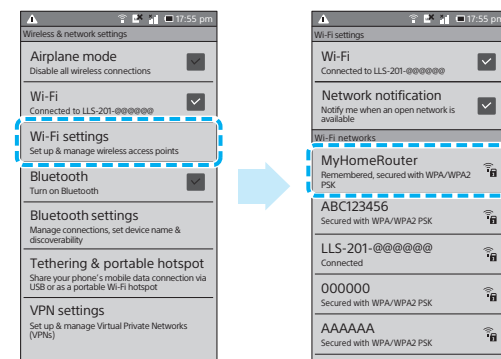 17:55 pm
Wireless & network settings
Airplane mode
Disable all wireless connections
Wi-Fi
Connected to LLS-201-@@@@@@
Wi-Fi settings
Set up & manage wireless access points
Bluetooth
Turn on Bluetooth
Bluetooth settings
Manage connections, set device name &
discoverability
Tethering & portable hotspot
Share your phone's mobile data connection via
USB or as a portable Wi-Fi hotspot
VPN settings
Set up & manage Virtual Private Networks
(VPNs)
17:55 pm
Wi-Fi settings
Wi-Fi
Connected to LLS-201-@@@@@@
Network notification
Notify me when an open network is
available
Wi-Fi networks
MyHomeRouter
Remembered, secured with WPA/WPA2
PSK
ABC123456
Secured with WPA/WPA2 PSK
LLS-201-@@@@@@
Connected
000000
Secured with WPA/WPA2 PSK
AAAAAA
Secured with WPA/WPA2 PSK